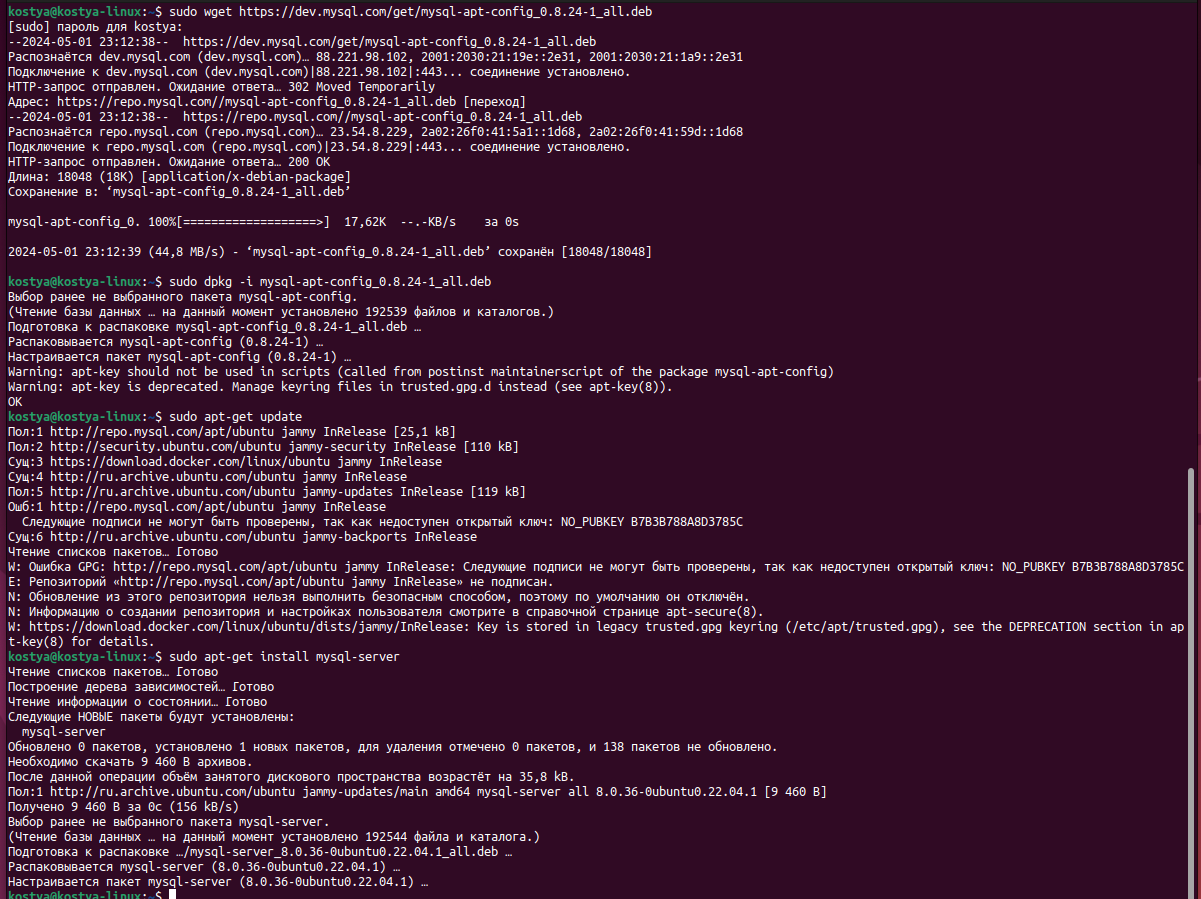 kostya@kostya-linux:~$ sudo wget https://dev.mysql.com/get/mysql-apt-config_0.8.24-1_all.deb
[sudo] пароль для kostya:
--2024-05-01 23:12:38--  https://dev.mysql.com/get/mysql-apt-config_0.8.24-1_all.deb
Распознаётся dev.mysql.com (dev.mysql.com)… 88.221.98.102, 2001:2030:21:19e::2e31, 2001:2030:21:1a9::2e31
Подключение к dev.mysql.com (dev.mysql.com)|88.221.98.102|:443... соединение установлено.
HTTP-запрос отправлен. Ожидание ответа… 302 Moved Temporarily
Адрес: https://repo.mysql.com//mysql-apt-config_0.8.24-1_all.deb [переход]
--2024-05-01 23:12:38--  https://repo.mysql.com//mysql-apt-config_0.8.24-1_all.deb
Распознаётся repo.mysql.com (repo.mysql.com)… 23.54.8.229, 2a02:26f0:41:5a1::1d68, 2a02:26f0:41:59d::1d68
Подключение к repo.mysql.com (repo.mysql.com)|23.54.8.229|:443... соединение установлено.
HTTP-запрос отправлен. Ожидание ответа… 200 OK
Длина: 18048 (18K) [application/x-debian-package]
Сохранение в: ‘mysql-apt-config_0.8.24-1_all.deb’
mysql-apt-config_0. 100%[===================>]  17,62K  --.-KB/s    за 0s
2024-05-01 23:12:39 (44,8 MB/s) - ‘mysql-apt-config_0.8.24-1_all.deb’ сохранён [18048/18048]
kostya@kostya-linux:~$ sudo dpkg -i mysql-apt-config_0.8.24-1_all.deb
Выбор ранее не выбранного пакета mysql-apt-config.
(Чтение базы данных … на данный момент установлено 192539 файлов и каталогов.)
Подготовка к распаковке mysql-apt-config_0.8.24-1_all.deb …
Распаковывается mysql-apt-config (0.8.24-1) …
Настраивается пакет mysql-apt-config (0.8.24-1) …
Warning: apt-key should not be used in scripts (called from postinst maintainerscript of the package mysql-apt-config)
Warning: apt-key is deprecated. Manage keyring files in trusted.gpg.d instead (see apt-key(8)).
OK
kostya@kostya-linux:~$ sudo apt-get update
Пол:1 http://repo.mysql.com/apt/ubuntu jammy InRelease [25,1 kB]
Пол:2 http://security.ubuntu.com/ubuntu jammy-security InRelease [110 kB]
Сущ:3 https://download.docker.com/linux/ubuntu jammy InRelease
Сущ:4 http://ru.archive.ubuntu.com/ubuntu jammy InRelease
Пол:5 http://ru.archive.ubuntu.com/ubuntu jammy-updates InRelease [119 kB]
Ошб:1 http://repo.mysql.com/apt/ubuntu jammy InRelease
  Следующие подписи не могут быть проверены, так как недоступен открытый ключ: NO_PUBKEY B7B3B788A8D3785C
Сущ:6 http://ru.archive.ubuntu.com/ubuntu jammy-backports InRelease
Чтение списков пакетов… Готово
W: Ошибка GPG: http://repo.mysql.com/apt/ubuntu jammy InRelease: Следующие подписи не могут быть проверены, так как недоступен открытый ключ: NO_PUBKEY B7B3B788A8D3785C
E: Репозиторий «http://repo.mysql.com/apt/ubuntu jammy InRelease» не подписан.
N: Обновление из этого репозитория нельзя выполнить безопасным способом, поэтому по умолчанию он отключён.
N: Информацию о создании репозитория и настройках пользователя смотрите в справочной странице apt-secure(8).
W: https://download.docker.com/linux/ubuntu/dists/jammy/InRelease: Key is stored in legacy trusted.gpg keyring (/etc/apt/trusted.gpg), see the DEPRECATION section in ap
t-key(8) for details.
kostya@kostya-linux:~$ sudo apt-get install mysql-server
Чтение списков пакетов… Готово
Построение дерева зависимостей… Готово
Чтение информации о состоянии… Готово
Следующие НОВЫЕ пакеты будут установлены:
  mysql-server
Обновлено 0 пакетов, установлено 1 новых пакетов, для удаления отмечено 0 пакетов, и 138 пакетов не обновлено.
Необходимо скачать 9 460 B архивов.
После данной операции объём занятого дискового пространства возрастёт на 35,8 kB.
Пол:1 http://ru.archive.ubuntu.com/ubuntu jammy-updates/main amd64 mysql-server all 8.0.36-0ubuntu0.22.04.1 [9 460 B]
Получено 9 460 B за 0с (156 kB/s)
Выбор ранее не выбранного пакета mysql-server.
(Чтение базы данных … на данный момент установлено 192544 файла и каталога.)
Подготовка к распаковке …/mysql-server_8.0.36-0ubuntu0.22.04.1_all.deb …
Распаковывается mysql-server (8.0.36-0ubuntu0.22.04.1) …
Настраивается пакет mysql-server (8.0.36-0ubuntu0.22.04.1) …
kostya@kostya-linux:~$